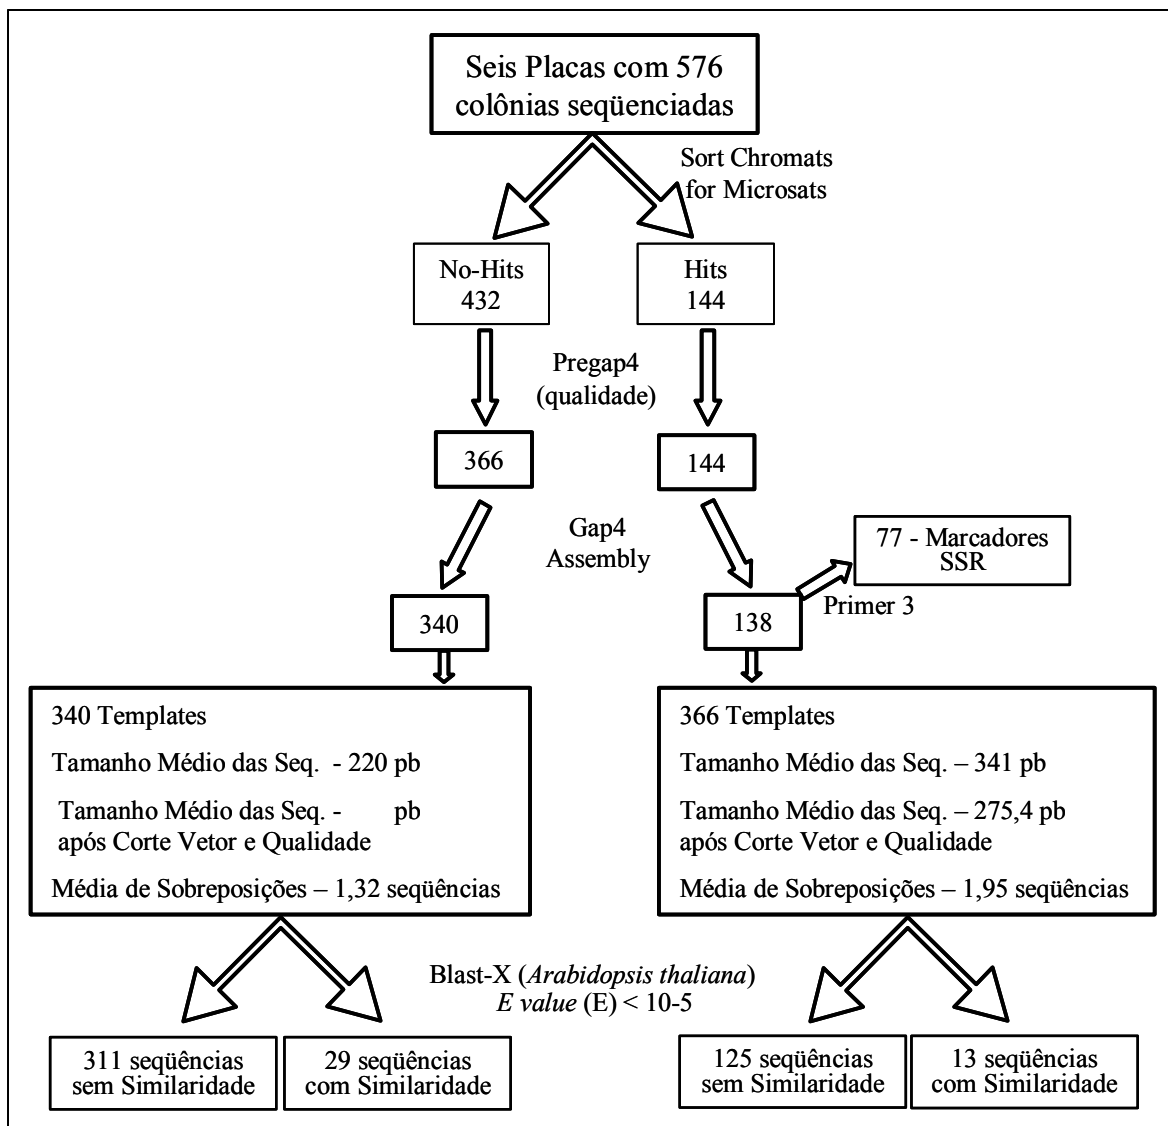 Seis Placas com 576
colônias seqüenciadas
Sort Chromats
for Microsats
No-Hits
432
Hits
144
Pregap4
(qualidade)
366
144
Gap4
Assembly
77 - Marcadores
SSR
Primer 3
340
138
340 Templates
Tamanho Médio das Seq. - 220 pb
Tamanho Médio das Seq. - pb
após Corte Vetor e Qualidade
Média de Sobreposições – 1,32 seqüências
366 Templates
Tamanho Médio das Seq. – 341 pb
Tamanho Médio das Seq. – 275,4 pb
após Corte Vetor e Qualidade
Média de Sobreposições – 1,95 seqüências
Blast-X (Arabidopsis thaliana)
E value (E) < 10-5
311 seqüências
sem Similaridade
29 seqüências
com Similaridade
125 seqüências
sem Similaridade
13 seqüências
com Similaridade